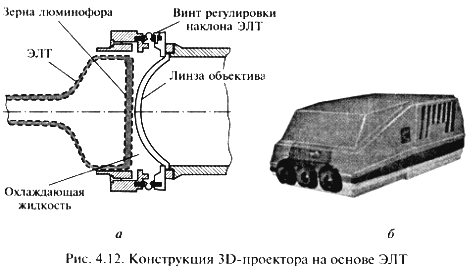 Зерна люминофора
ЭЛТ
Винт регулировки
наклона ЭЛТ
Линза объектива
Охлаждающая
жидкость
а
б
Рис. 4.12. Конструкция 3D-проектора на основе ЭЛТ